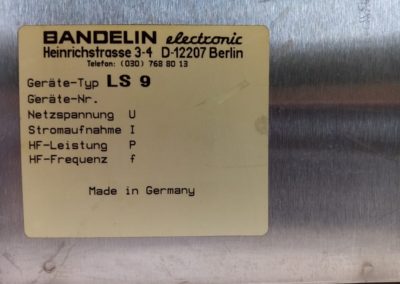 BANDELIN electronic
Heinrichstrasse 3-4 D-12207 Berlin
Telefon: (030) 768 80 13
Geräte-Typ LS 9
Geräte-Nr.
Netzspannung U
Stromaufnahme I
HF-Leistung P
HF-Frequenz f
Made in Germany